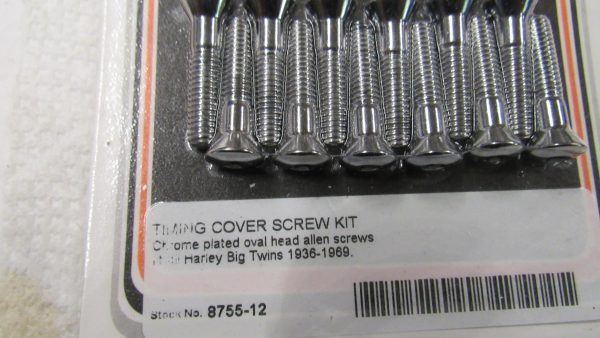 TIMING COVER SCREW KIT
Chrome plated oval head allen screws
Harley Big Twins 1936-1969.
Stock No. 8755-12